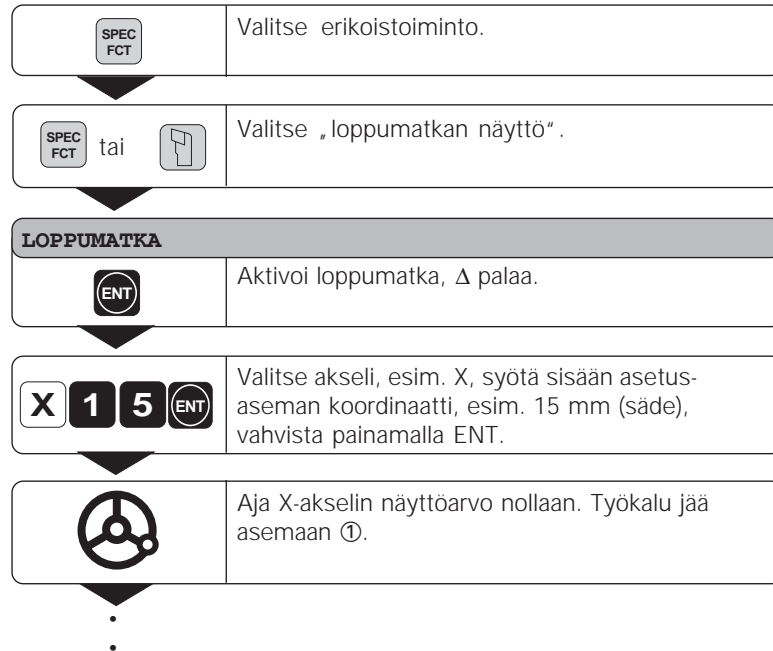 SPEC
FCT
Valitse erikoistoiminto.
SPEC
FCT
tai
Valitse „loppumatkan näyttö“.
LOPPUMATKA
ENT
Aktivoi loppumatka, Δ palaa.
X 1 5 ENT
Valitse akseli, esim. X, syötä sisään asetus-
aseman koordinaatti, esim. 15 mm (säde),
vahvista painamalla ENT.
Aja X-akselin näyttöarvo nollaan. Työkalu jää
asemaan ①.
•
•